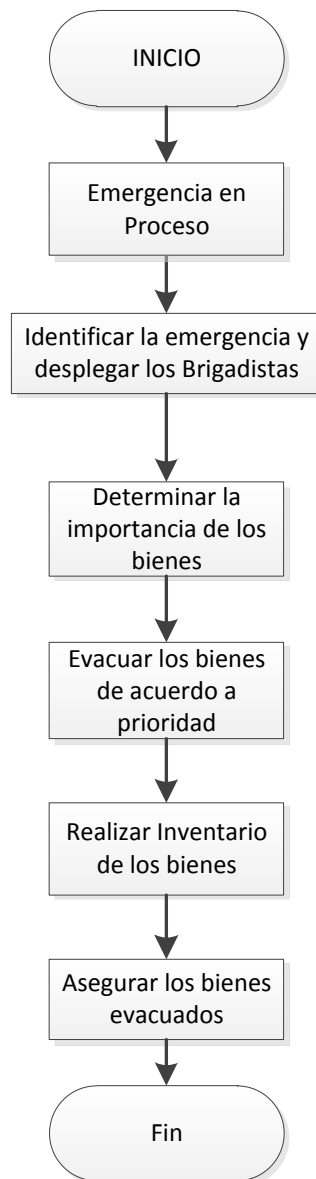 INICIO
Emergencia en
Proceso
Identificar la emergencia y
desplegar los Brigadistas
Determinar la
importancia de los
bienes
Evacuar los bienes
de acuerdo a
prioridad
Realizar Inventario
de los bienes
Asegurar los bienes
evacuados
Fin